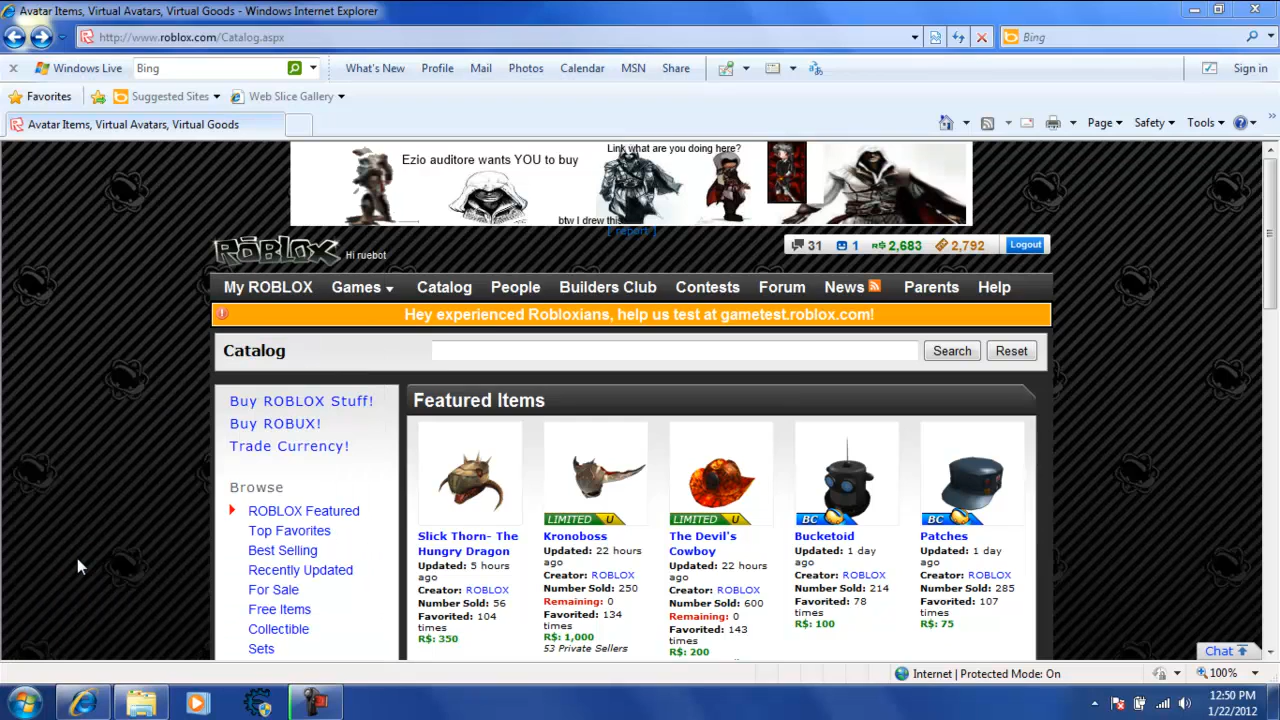 Avatar Items, Virtual Avatars, Virtual Goods - Windows Internet Explorer
http://www.roblox.com/Catalog.aspx
Bing
Windows Live
Bing
What's New
Profile
Mail
Photos
Calendar
MSN
Share
Sign in
Favorites
Suggested Sites
Web Slice Gallery
Avatar Items, Virtual Avatars, Virtual Goods
Page
Safety
Tools
Ezio auditore wants YOU to buy
Link what are you doing here?
btw I drew this
[ report ]
ROBLOX
Hi ruebot
31
1
R$ 2,683
2,792
Logout
My ROBLOX
Games
Catalog
People
Builders Club
Contests
Forum
News
Parents
Help
Hey experienced Robloxians, help us test at gametest.roblox.com!
Catalog
Search
Reset
Buy ROBLOX Stuff!
Buy ROBUX!
Trade Currency!
Browse
ROBLOX Featured
Top Favorites
Best Selling
Recently Updated
For Sale
Free Items
Collectible
Sets
Featured Items
Slick Thorn- The
Hungry Dragon
Updated: 5 hours
ago
Creator: ROBLOX
Number Sold: 56
Favorited: 104
times
R$: 350
LIMITED U
Kronoboss
Updated: 22 hours
ago
Creator: ROBLOX
Number Sold: 250
Remaining: 0
Favorited: 134
times
R$: 1,000
53 Private Sellers
LIMITED U
The Devil's
Cowboy
Updated: 22 hours
ago
Creator: ROBLOX
Number Sold: 600
Remaining: 0
Favorited: 143
times
R$: 200
BC
Bucketoid
Updated: 1 day
ago
Creator: ROBLOX
Number Sold: 214
Favorited: 78
times
R$: 100
BC
Patches
Updated: 1 day
ago
Creator: ROBLOX
Number Sold: 285
Favorited: 107
times
R$: 75
Chat
Internet | Protected Mode: On
100%
12:50 PM
1/22/2012